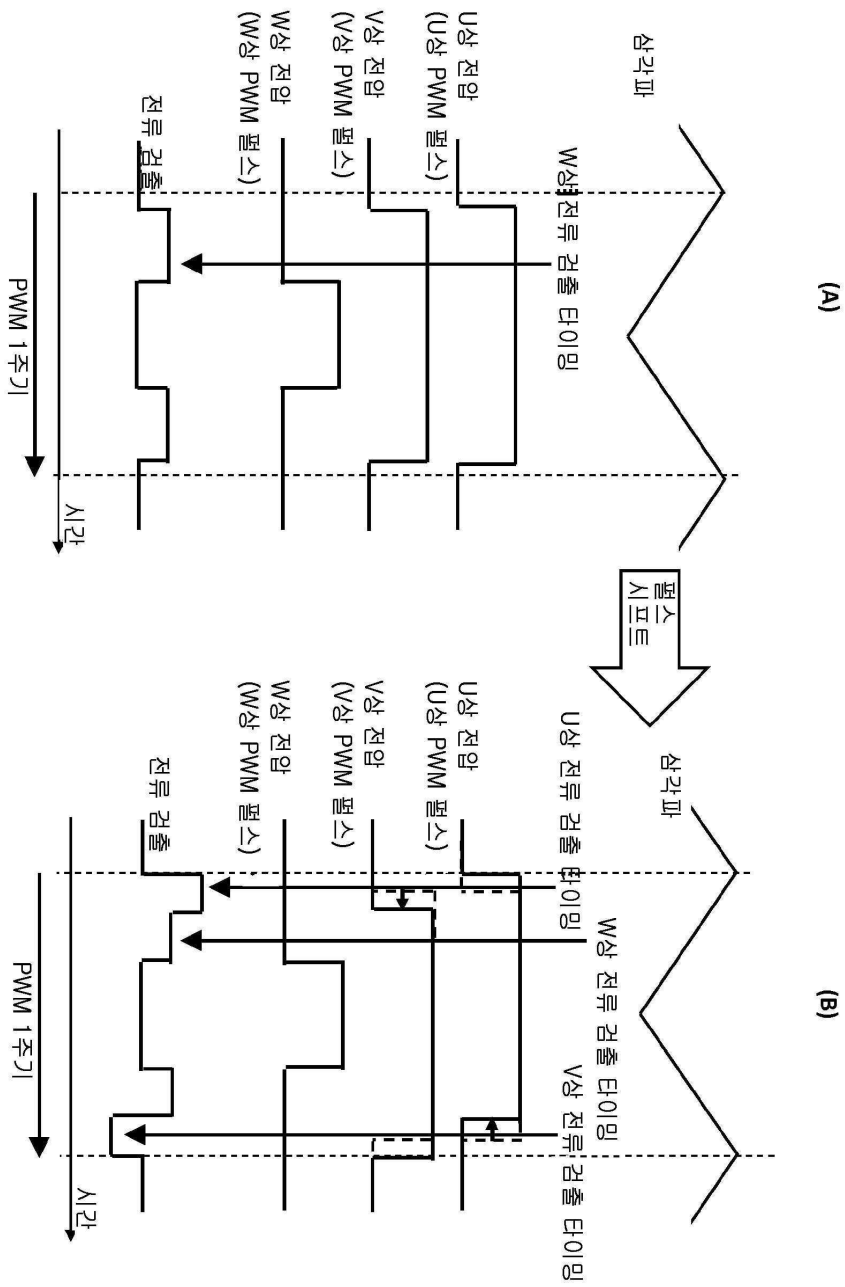 (A)
삼각파
U상 전압
(U상 PWM 펄스)
V상 전압
(V상 PWM 펄스)
W상 전압
(W상 PWM 펄스)
전류 검출
W상 전류 검출 타이밍
PWM 1주기
시간
펄스
시프트
(B)
삼각파
U상 전류 검출 타이밍
W상 전류 검출 타이밍
V상 전류 검출 타이밍
U상 전압
(U상 PWM 펄스)
V상 전압
(V상 PWM 펄스)
W상 전압
(W상 PWM 펄스)
전류 검출
PWM 1주기
시간